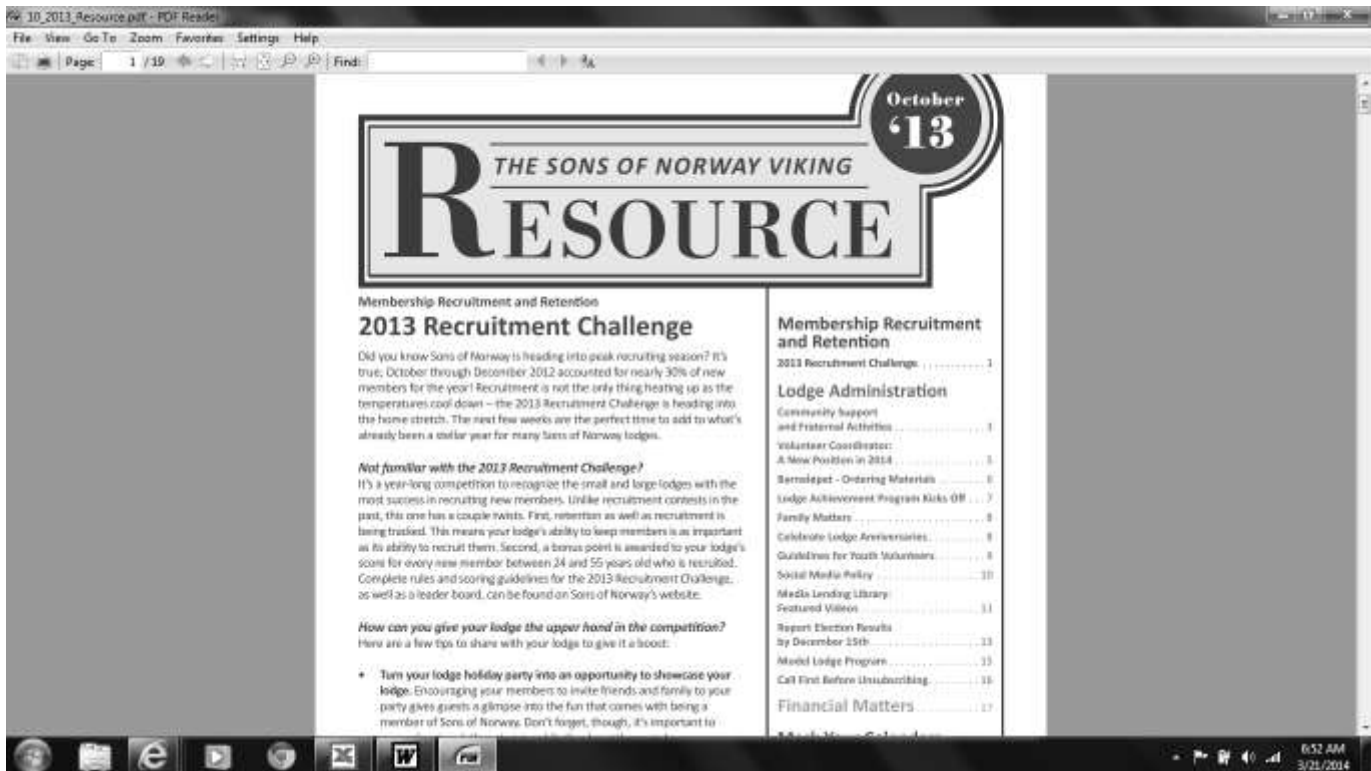 10_2013_Resource.pdf - PDF Reader
File View Go To Zoom Favorites Settings Help
Page: 1 / 19 Find:
October
‘13
THE SONS OF NORWAY VIKING
RESOURCE
Membership Recruitment and Retention
2013 Recruitment Challenge
Did you know Sons of Norway is heading into peak recruiting season? It's
true; October through December 2012 accounted for nearly 30% of new
members for the year! Recruitment is not the only thing heating up as the
temperatures cool down – the 2013 Recruitment Challenge is heading into
the home stretch. The next few weeks are the perfect time to add to what's
already been a stellar year for many Sons of Norway lodges.
Not familiar with the 2013 Recruitment Challenge?
It's a year-long competition to recognize the small and large lodges with the
most success in recruiting new members. Unlike recruitment contests in the
past, this one has a couple twists. First, retention as well as recruitment is
being tracked. This means your lodge's ability to keep members is as important
as its ability to recruit them. Second, a bonus point is awarded to your lodge's
score for every new member between 24 and 55 years old who is recruited.
Complete rules and scoring guidelines for the 2013 Recruitment Challenge,
as well as a leader board, can be found on Sons of Norway's website.
How can you give your lodge the upper hand in the competition?
Here are a few tips to share with your lodge to give it a boost:
• Turn your lodge holiday party into an opportunity to showcase your
lodge. Encouraging your members to invite friends and family to your
party gives guests a glimpse into the fun that comes with being a
member of Sons of Norway. Don't forget, though, it's important to
Membership Recruitment
and Retention
2013 Recruitment Challenge . . . . . . . . . . . 1
Lodge Administration
Community Support
and Fraternal Activities . . . . . . . . . . . . . 3
Volunteer Coordinator:
A New Position in 2014 . . . . . . . . . . . . . 5
Barneløpet - Ordering Materials . . . . . . . 6
Lodge Achievement Program Kicks Off . . . 7
Family Matters . . . . . . . . . . . . . . . . . . 8
Celebrate Lodge Anniversaries . . . . . . . . 8
Guidelines for Youth Volunteers . . . . . . . 9
Social Media Policy . . . . . . . . . . . . . . . 10
Media Lending Library:
Featured Videos . . . . . . . . . . . . . . . . . 11
Report Election Results
by December 15th . . . . . . . . . . . . . . . . 13
Model Lodge Program . . . . . . . . . . . . . 15
Call First Before Unsubscribing . . . . . . . . 16
Financial Matters . . . . . . . 17
6:52 AM
3/21/2014